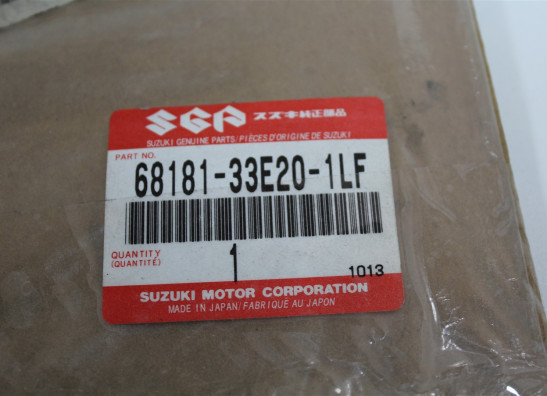 SGP スズキ純正部品
SUZUKI GENUINE PARTS/PIÈCES D'ORIGINE DE SUZUKI
PART NO.
68181-33E20-1LF
QUANTITY
(QUANTITÉ)
1
1013
SUZUKI MOTOR CORPORATION
MADE IN JAPAN/FABRIQUÉ AU JAPON